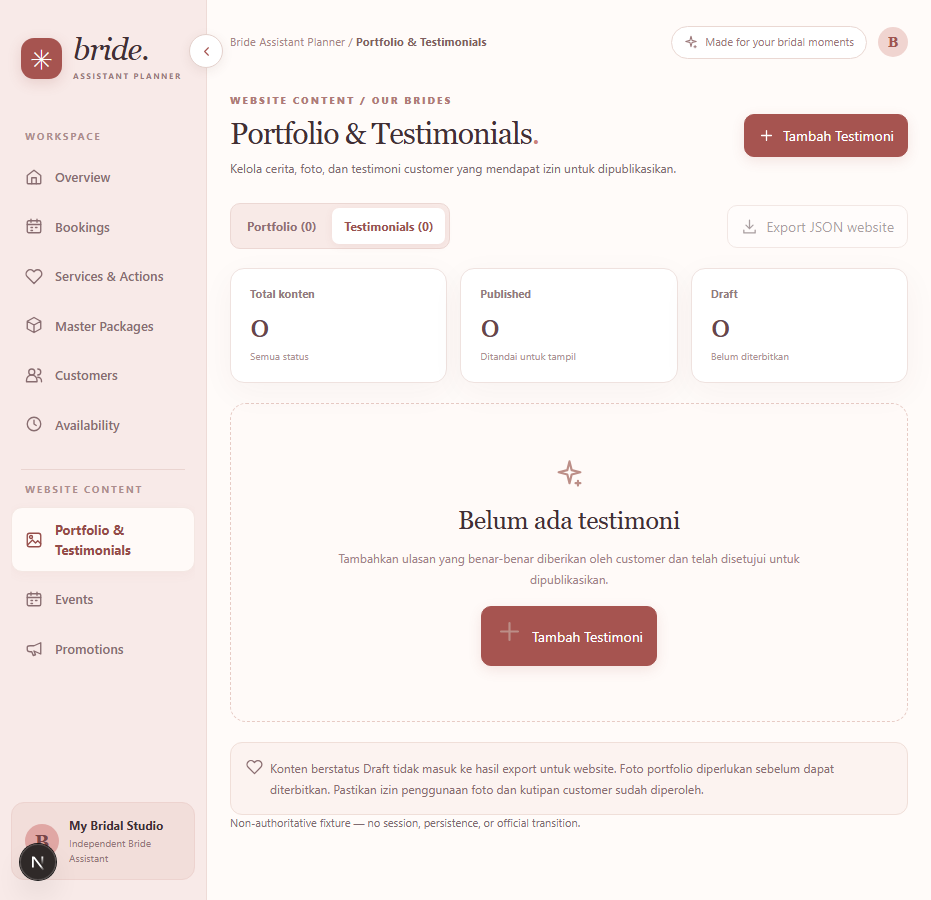 bride.
ASSISTANT PLANNER
WORKSPACE
Overview
Bookings
Services & Actions
Master Packages
Customers
Availability
WEBSITE CONTENT
Portfolio &
Testimonials
Events
Promotions
B
My Bridal Studio
Independent Bride
Assistant
N
Bride Assistant Planner / Portfolio & Testimonials
Made for your bridal moments
B
WEBSITE CONTENT / OUR BRIDES
Portfolio & Testimonials.
Kelola cerita, foto, dan testimoni customer yang mendapat izin untuk dipublikasikan.
Tambah Testimoni
Portfolio (0)
Testimonials (0)
Export JSON website
Total konten
0
Semua status
Published
0
Ditandai untuk tampil
Draft
0
Belum diterbitkan
Belum ada testimoni
Tambahkan ulasan yang benar-benar diberikan oleh customer dan telah disetujui untuk
dipublikasikan.
Tambah Testimoni
Konten berstatus Draft tidak masuk ke hasil export untuk website. Foto portfolio diperlukan sebelum dapat
diterbitkan. Pastikan izin penggunaan foto dan kutipan customer sudah diperoleh.
Non-authoritative fixture — no session, persistence, or official transition.